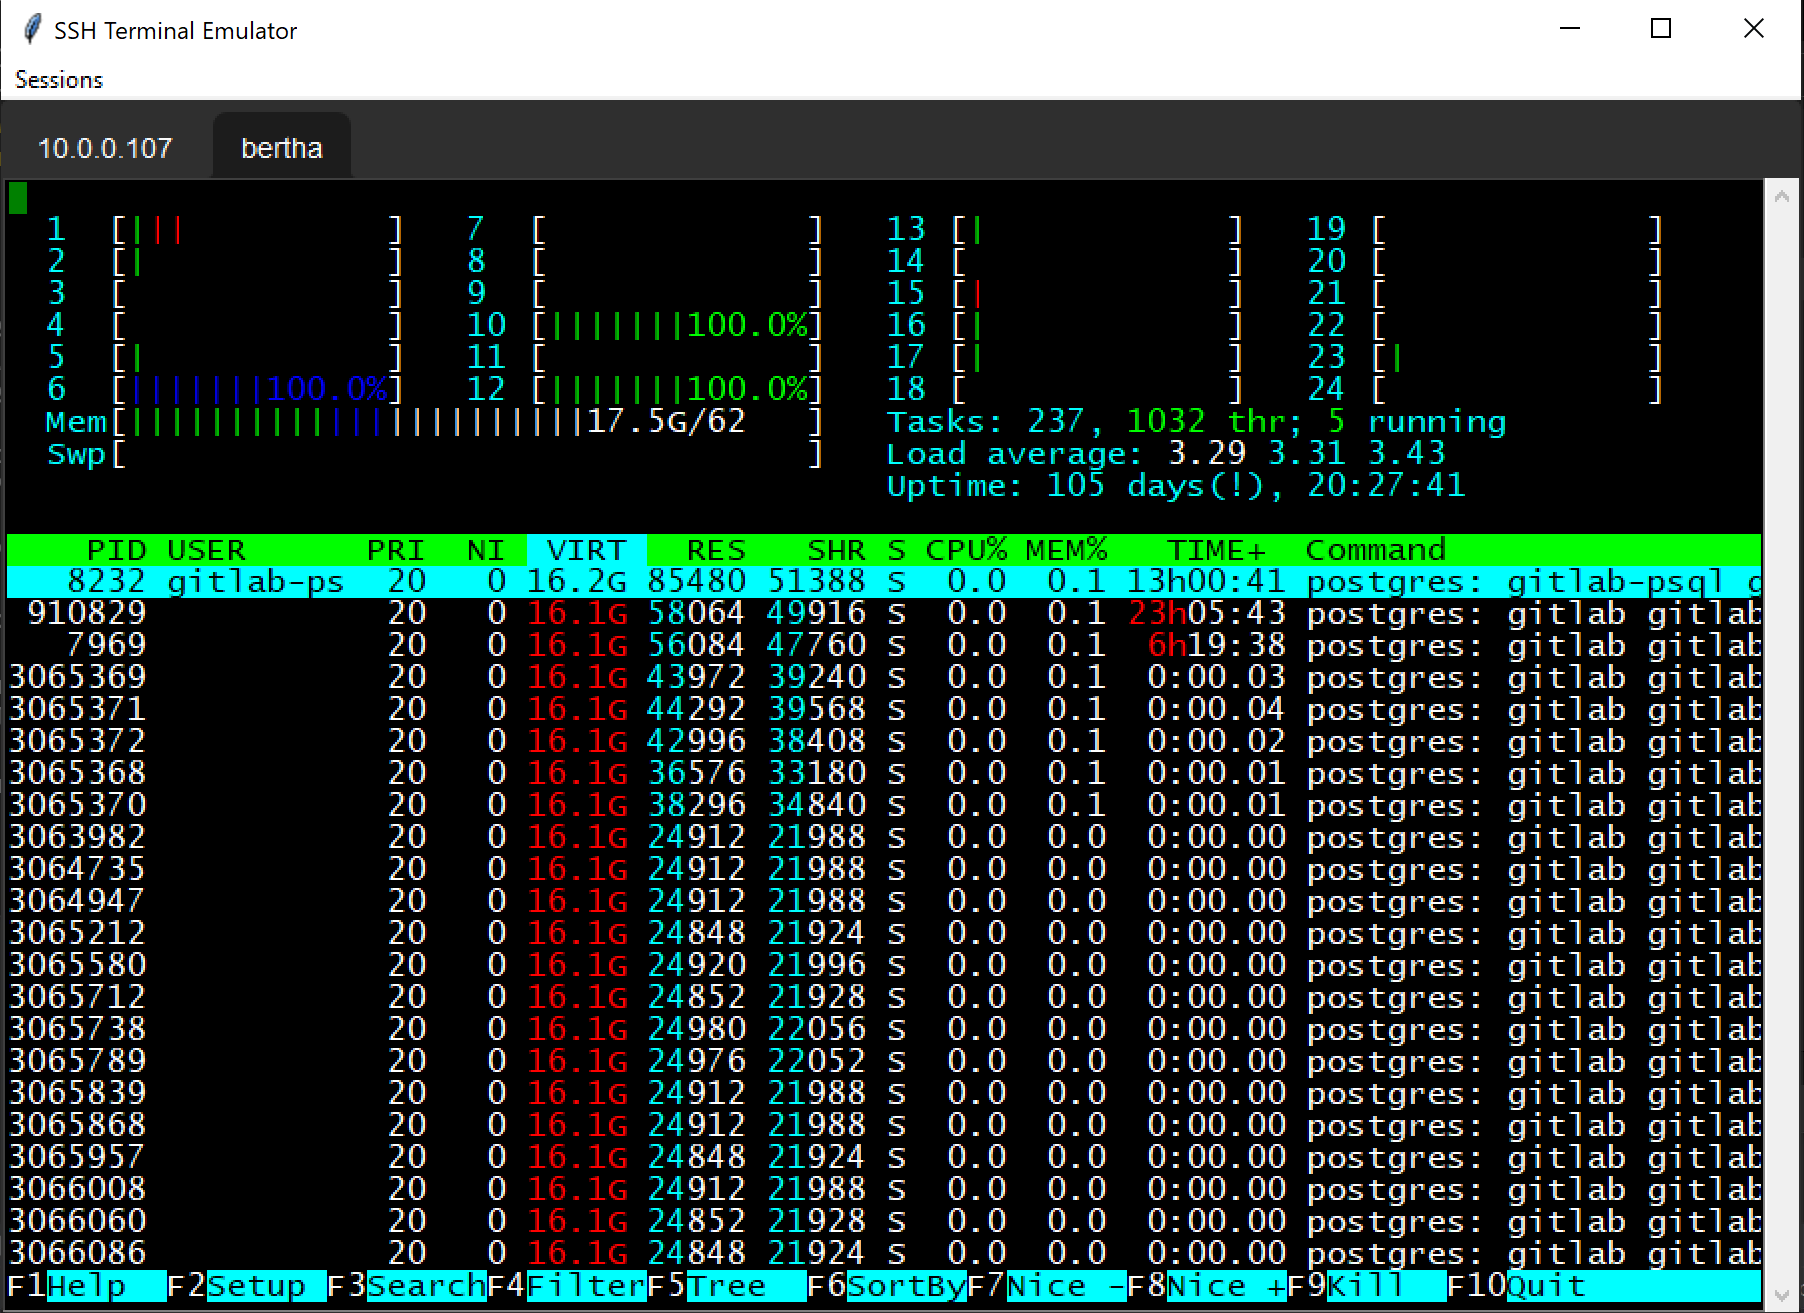 SSH Terminal Emulator
Sessions
10.0.0.107 bertha
1 [||| ] 7 [ ] 13 [| ] 19 [ ]
2 [| ] 8 [ ] 14 [ ] 20 [ ]
3 [ ] 9 [ ] 15 [| ] 21 [ ]
4 [ ] 10 [|||||||100.0%] 16 [| ] 22 [ ]
5 [| ] 11 [ ] 17 [| ] 23 [| ]
6 [|||||||100.0%] 12 [|||||||100.0%] 18 [ ] 24 [ ]
Mem[|||||||||||||||||||||||17.5G/62 ] Tasks: 237, 1032 thr; 5 running
Swp[ ] Load average: 3.29 3.31 3.43
Uptime: 105 days(!), 20:27:41
PID USER PRI NI VIRT RES SHR S CPU% MEM% TIME+ Command
8232 gitlab-ps 20 0 16.2G 85480 51388 S 0.0 0.1 13h00:41 postgres: gitlab-psql g
910829 20 0 16.1G 58064 49916 S 0.0 0.1 23h05:43 postgres: gitlab gitlab
7969 20 0 16.1G 56084 47760 S 0.0 0.1 6h19:38 postgres: gitlab gitlab
3065369 20 0 16.1G 43972 39240 S 0.0 0.1 0:00.03 postgres: gitlab gitlab
3065371 20 0 16.1G 44292 39568 S 0.0 0.1 0:00.04 postgres: gitlab gitlab
3065372 20 0 16.1G 42996 38408 S 0.0 0.1 0:00.02 postgres: gitlab gitlab
3065368 20 0 16.1G 36576 33180 S 0.0 0.1 0:00.01 postgres: gitlab gitlab
3065370 20 0 16.1G 38296 34840 S 0.0 0.1 0:00.01 postgres: gitlab gitlab
3063982 20 0 16.1G 24912 21988 S 0.0 0.0 0:00.00 postgres: gitlab gitlab
3064735 20 0 16.1G 24912 21988 S 0.0 0.0 0:00.00 postgres: gitlab gitlab
3064947 20 0 16.1G 24912 21988 S 0.0 0.0 0:00.00 postgres: gitlab gitlab
3065212 20 0 16.1G 24848 21924 S 0.0 0.0 0:00.00 postgres: gitlab gitlab
3065580 20 0 16.1G 24920 21996 S 0.0 0.0 0:00.00 postgres: gitlab gitlab
3065712 20 0 16.1G 24852 21928 S 0.0 0.0 0:00.00 postgres: gitlab gitlab
3065738 20 0 16.1G 24980 22056 S 0.0 0.0 0:00.00 postgres: gitlab gitlab
3065789 20 0 16.1G 24976 22052 S 0.0 0.0 0:00.00 postgres: gitlab gitlab
3065839 20 0 16.1G 24912 21988 S 0.0 0.0 0:00.00 postgres: gitlab gitlab
3065868 20 0 16.1G 24912 21988 S 0.0 0.0 0:00.00 postgres: gitlab gitlab
3065957 20 0 16.1G 24848 21924 S 0.0 0.0 0:00.00 postgres: gitlab gitlab
3066008 20 0 16.1G 24912 21988 S 0.0 0.0 0:00.00 postgres: gitlab gitlab
3066060 20 0 16.1G 24852 21928 S 0.0 0.0 0:00.00 postgres: gitlab gitlab
3066086 20 0 16.1G 24848 21924 S 0.0 0.0 0:00.00 postgres: gitlab gitlab
F1Help F2Setup F3SearchF4FilterF5Tree F6SortByF7Nice -F8Nice +F9Kill F10Quit